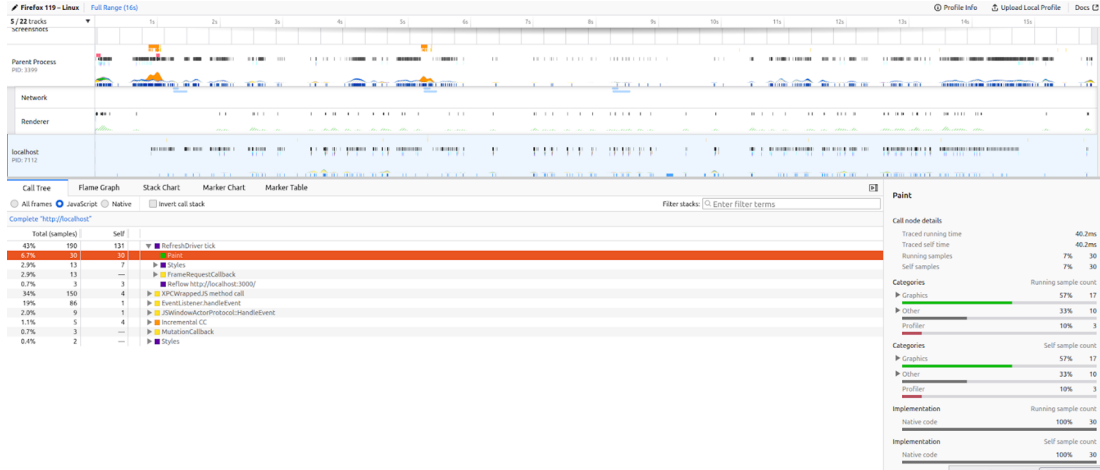 Firefox 119 – Linux Full Range (16s) Profile Info Upload Local Profile Docs
5 / 22 tracks 1s 2s 3s 4s 5s 6s 7s 8s 9s 10s 11s 12s 13s 14s 15s
Screenshots
Parent Process
PID: 3399
Network
Renderer
localhost
PID: 7112
Call Tree Flame Graph Stack Chart Marker Chart Marker Table
All frames JavaScript Native Invert call stack Filter stacks: Enter filter terms
Complete "http://localhost"
Total (samples) Self
43% 190 131 RefreshDriver tick
6.7% 30 30 Paint
2.9% 13 7 Styles
2.9% 13 — FrameRequestCallback
0.7% 3 3 Reflow http://localhost:3000/
34% 150 4 XPCWrappedJS method call
19% 86 1 EventListener.handleEvent
2.0% 9 1 JSWindowActorProtocol::HandleEvent
1.1% 5 4 Incremental CC
0.7% 3 — MutationCallback
0.4% 2 — Styles
Paint
Call node details
Traced running time 40.2ms
Traced self time 40.2ms
Running samples 7% 30
Self samples 7% 30
Categories Running sample count
Graphics 57% 17
Other 33% 10
Profiler 10% 3
Categories Self sample count
Graphics 57% 17
Other 33% 10
Profiler 10% 3
Implementation Running sample count
Native code 100% 30
Implementation Self sample count
Native code 100% 30